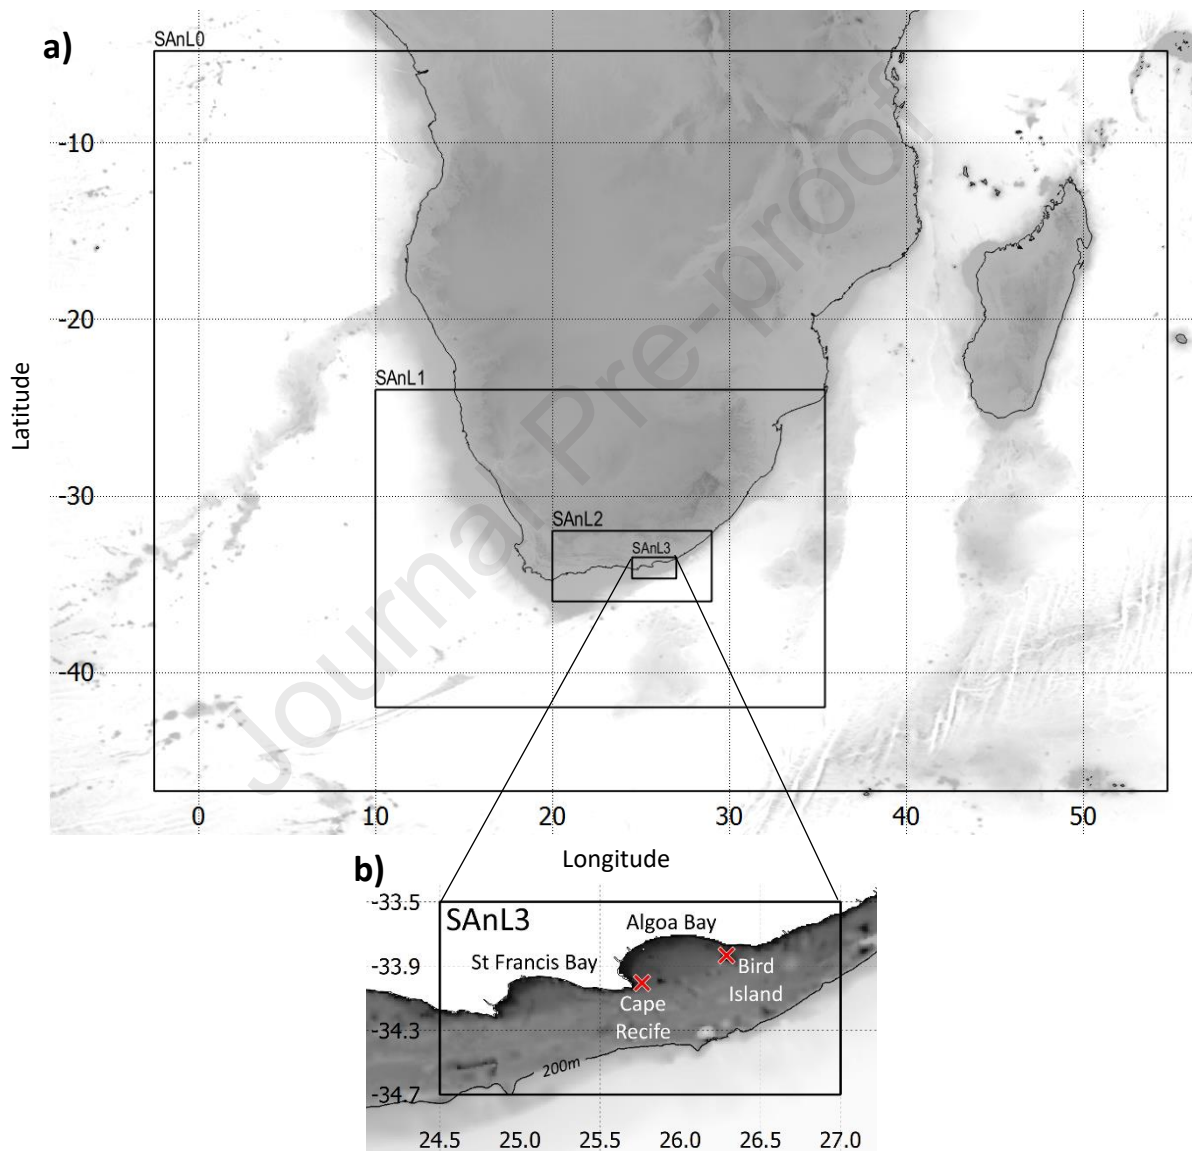 a)
SAnL0
-10
-20
SAnL1
Latitude
-30
SAnL2
SAnL3
-40
0 10 20 30 40 50
Longitude
Journal Pre-proof
b)
-33.5
SAnL3
Algoa Bay
St Francis Bay
-33.9
Bird
Island
Cape
Recife
-34.3
200m
-34.7
24.5 25.0 25.5 26.0 26.5 27.0